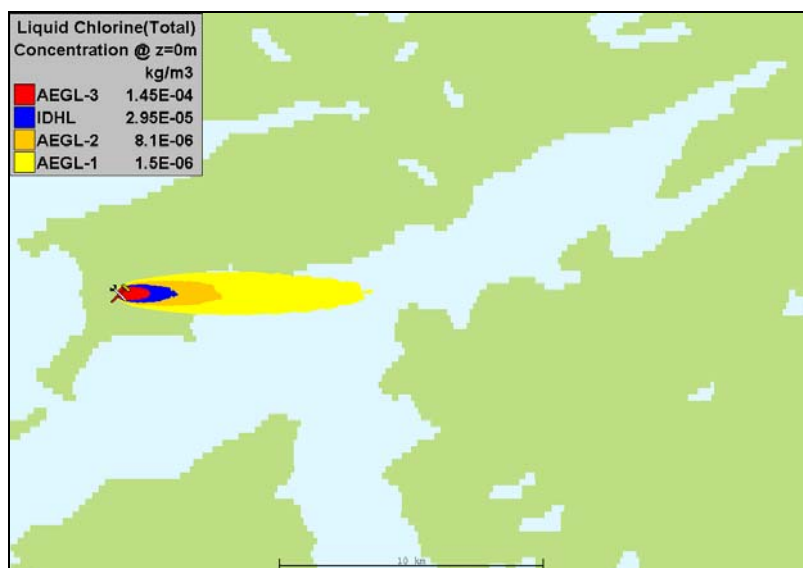 Liquid Chlorine(Total)
Concentration @ z=0m
kg/m3
AEGL-3 1.45E-04
IDHL 2.95E-05
AEGL-2 8.1E-06
AEGL-1 1.5E-06
10 km